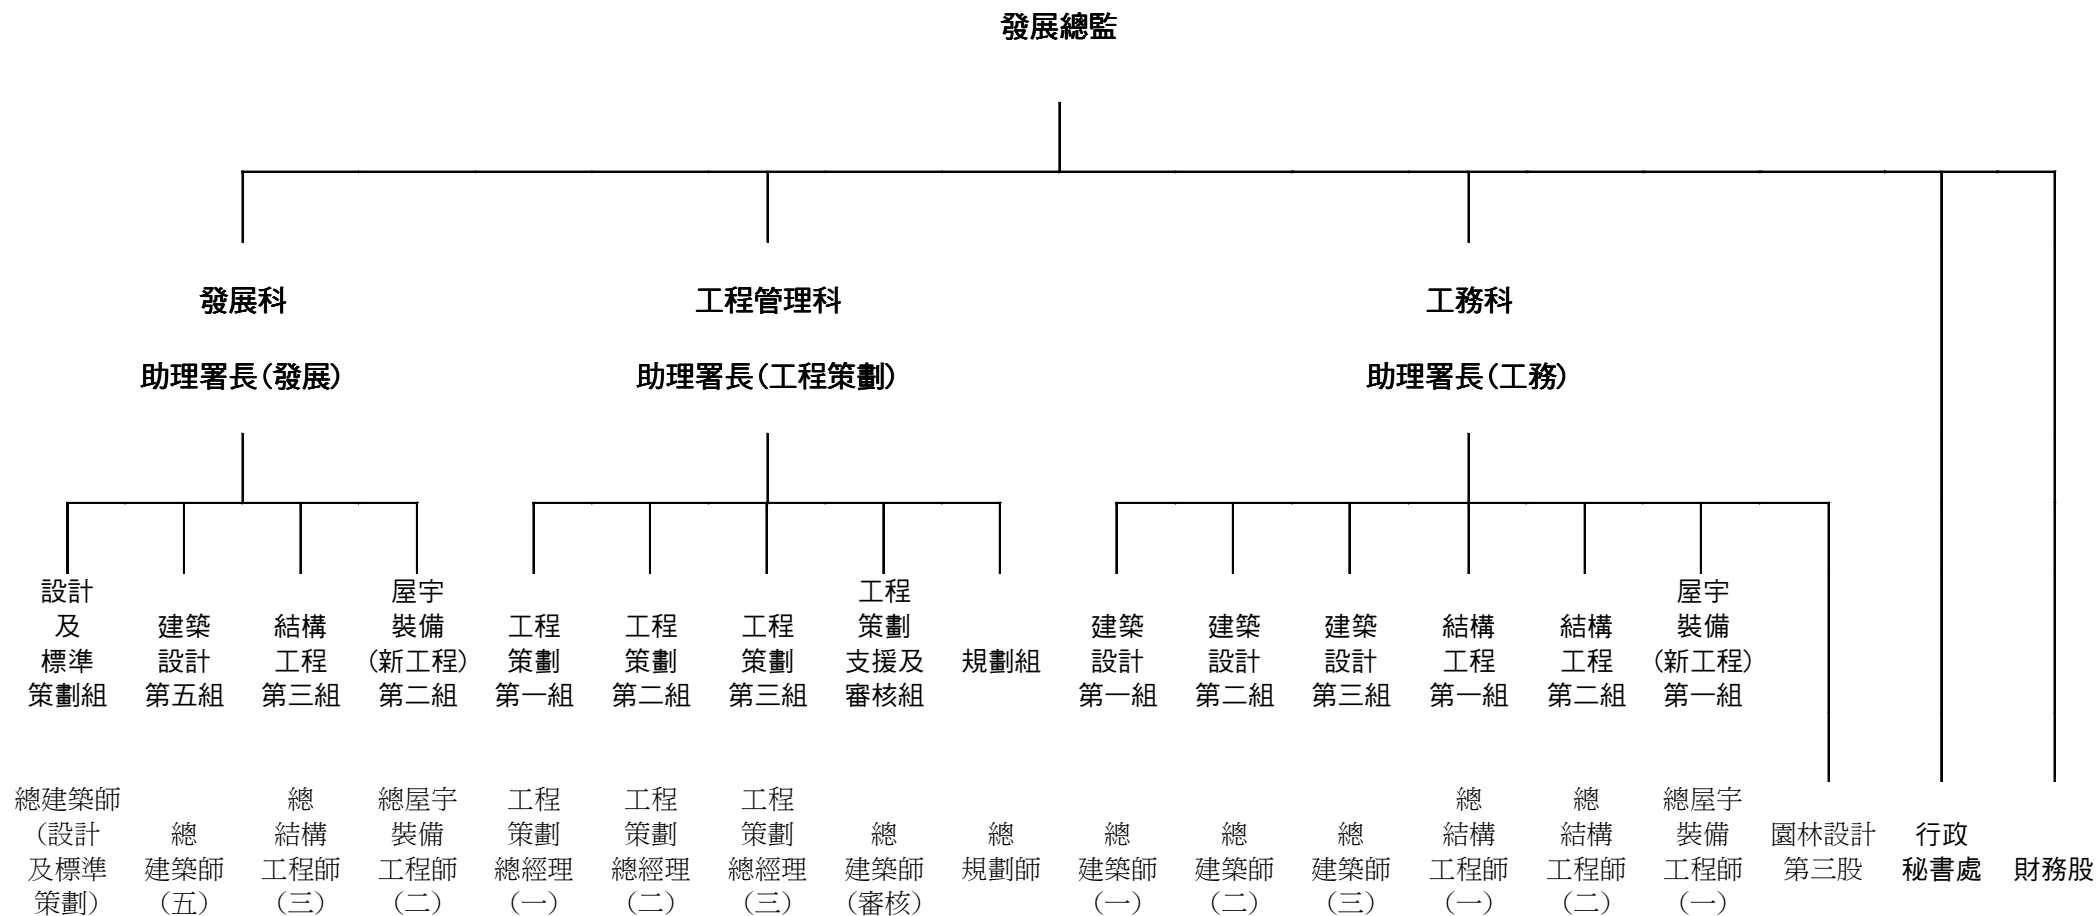 發展總監
發展科
工程管理科
工務科
助理署長(發展)
助理署長(工程策劃)
助理署長(工務)
設計
及
標準
策劃組
建築
設計
第五組
結構
工程
第三組
屋宇
裝備
(新工程)
第二組
工程
策劃
第一組
工程
策劃
第二組
工程
策劃
第三組
工程
策劃
支援及
審核組
規劃組
建築
設計
第一組
建築
設計
第二組
建築
設計
第三組
結構
工程
第一組
結構
工程
第二組
屋宇
裝備
(新工程)
第一組
總建築師
(設計
及標準
策劃)
總
建築師
(五)
總
結構
工程師
(三)
總屋宇
裝備
工程師
(二)
工程
策劃
總經理
(一)
工程
策劃
總經理
(二)
工程
策劃
總經理
(三)
總
建築師
(審核)
總
規劃師
總
建築師
(一)
總
建築師
(二)
總
建築師
(三)
總
結構
工程師
(一)
總
結構
工程師
(二)
總屋宇
裝備
工程師
(一)
園林設計
第三股
行政
秘書處
財務股